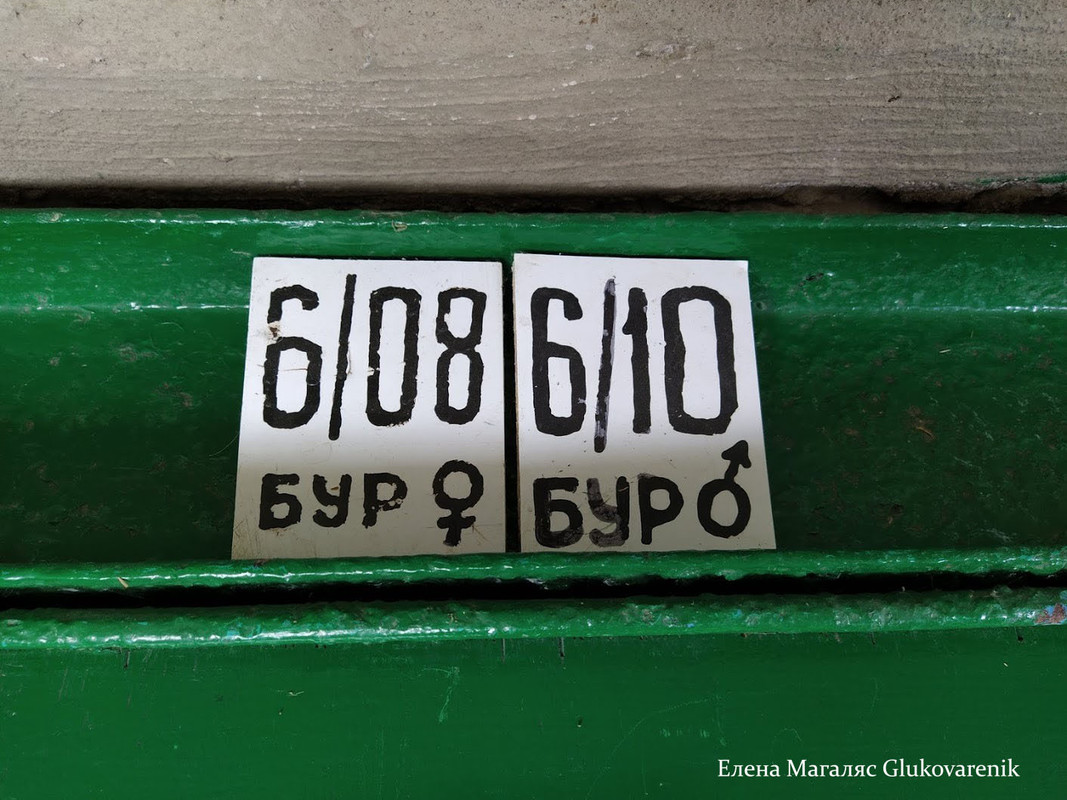 6/08
БУР ♀
6/10
БУР ♂
Елена Магаляс Glukovarenik